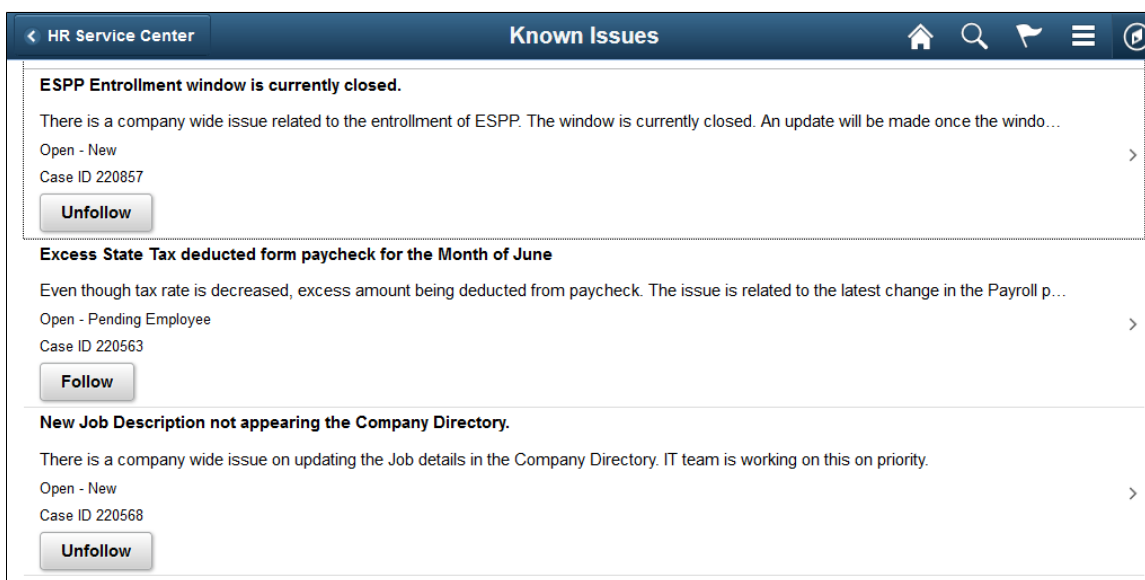 HR Service Center
Known Issues
ESPP Entrollment window is currently closed.
There is a company wide issue related to the entrollment of ESPP. The window is currently closed. An update will be made once the windo…
Open - New
Case ID 220857
Unfollow
Excess State Tax deducted form paycheck for the Month of June
Even though tax rate is decreased, excess amount being deducted from paycheck. The issue is related to the latest change in the Payroll p…
Open - Pending Employee
Case ID 220563
Follow
New Job Description not appearing the Company Directory.
There is a company wide issue on updating the Job details in the Company Directory. IT team is working on this on priority.
Open - New
Case ID 220568
Unfollow